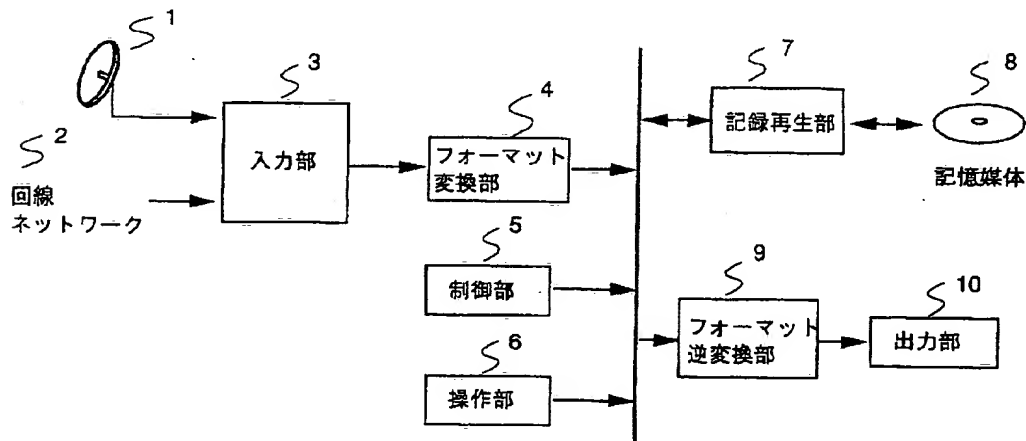 1
2
回線
ネットワーク
3
入力部
4
フォーマット
変換部
5
制御部
6
操作部
7
記録再生部
8
記憶媒体
9
フォーマット
逆変換部
10
出力部